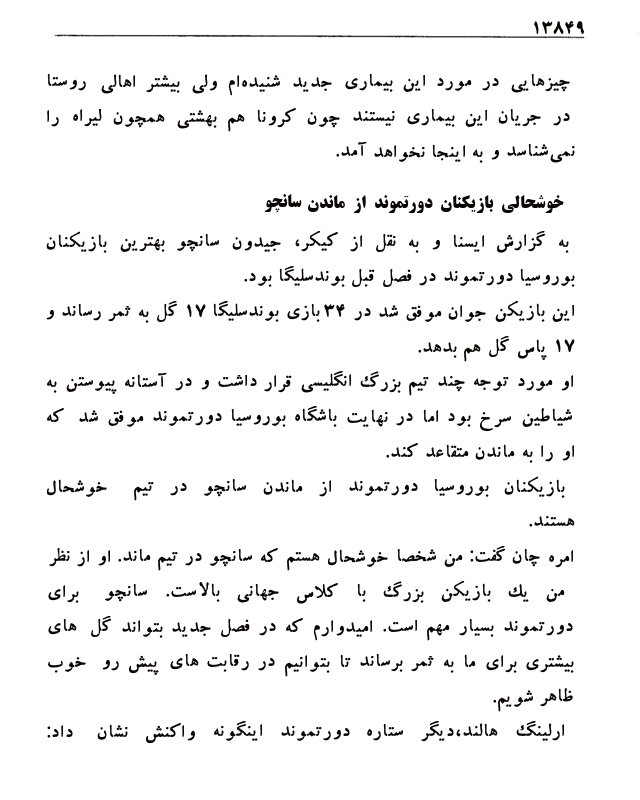 ۱۳۸۴۹
چیزهایی در مورد این بیماری جدید شنیده‌ام ولی بیشتر اهالی روستا
در جریان این بیماری نیستند چون کرونا هم بهشتی همچون لیراه را
نمی‌شناسد و به اینجا نخواهد آمد.
خوشحالی بازیکنان دورتموند از ماندن سانچو
به گزارش ایسنا و به نقل از کیکر، جیدون سانچو بهترین بازیکنان
بوروسیا دورتموند در فصل قبل بوندسلیگا بود.
این بازیکن جوان موفق شد در ۳۴ بازی بوندسلیگا ۱۷ گل به ثمر رساند و
۱۷ پاس گل هم بدهد.
او مورد توجه چند تیم بزرگ انگلیسی قرار داشت و در آستانه پیوستن به
شیاطین سرخ بود اما در نهایت باشگاه بوروسیا دورتموند موفق شد که
او را به ماندن متقاعد کند.
بازیکنان بوروسیا دورتموند از ماندن سانچو در تیم خوشحال
هستند.
امره چان گفت: من شخصا خوشحال هستم که سانچو در تیم ماند. او از نظر
من یك بازیکن بزرگ با کلاس جهانی بالاست. سانچو برای
دورتموند بسیار مهم است. امیدوارم که در فصل جدید بتواند گل های
بیشتری برای ما به ثمر برساند تا بتوانیم در رقابت های پیش رو خوب
ظاهر شویم.
ارلینگ هالند،دیگر ستاره دورتموند اینگونه واکنش نشان داد: